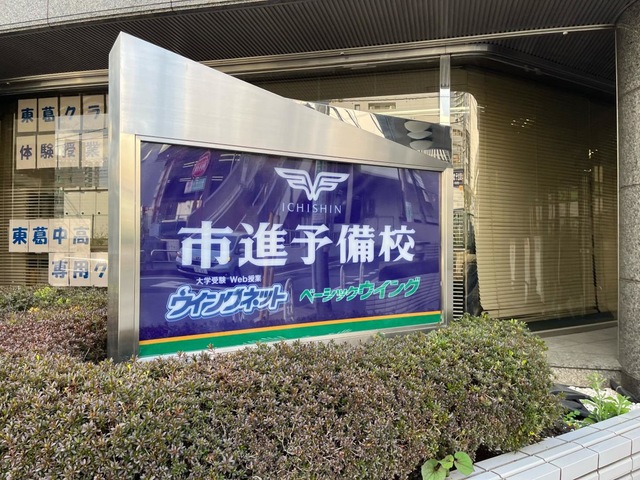 東葛クラ
体験授業
東葛中高
専用ク
ICHISHIN
市進予備校
大学受験 Web授業
ウイングネット ベーシックウイング